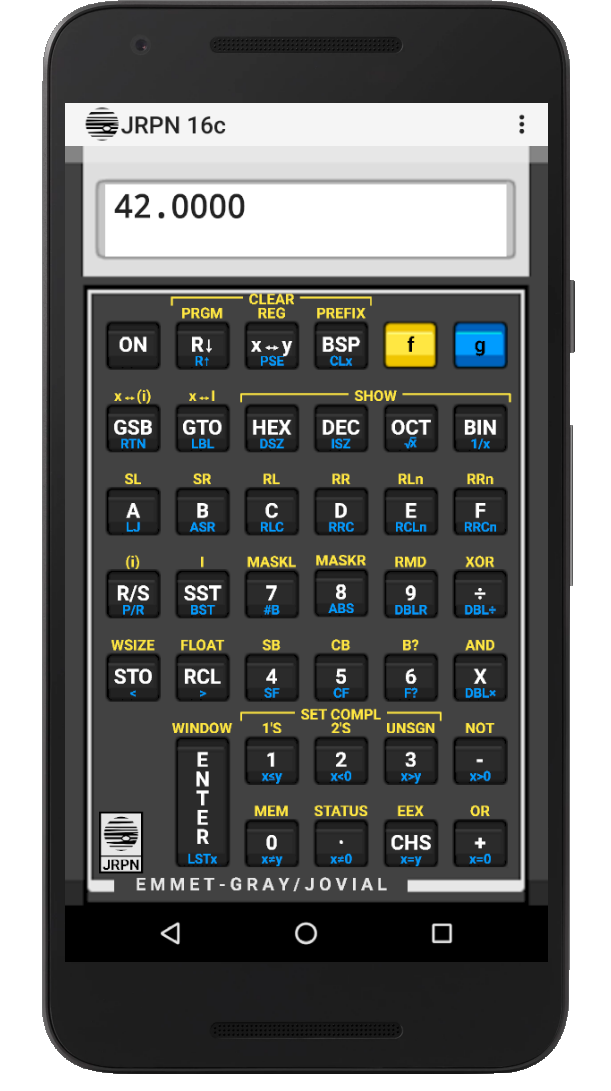 JRPN 16c
42.0000
CLEAR
PRGM REG PREFIX
ON R↓ x↔y BSP f g
R↑ PSE CLx
x↔(i) x↔I SHOW
GSB GTO HEX DEC OCT BIN
RTN LBL DSZ ISZ √x 1/x
SL SR RL RR RLn RRn
A B C D E F
LJ ASR RLC RRC RCLn RRCn
(i) I MASKL MASKR RMD XOR
R/S SST 7 8 9 ÷
P/R BST #B ABS DBLR DBL÷
WSIZE FLOAT SB CB B? AND
STO RCL 4 5 6 X
< > SF CF F? DBL×
SET COMPL
WINDOW 1'S 2'S UNSGN NOT
ENTER 1 2 3 -
x≤y x<0 x>y x>0
MEM STATUS EEX OR
0 · CHS +
LSTx x≠y x≠0 x=y x=0
JRPN
EMMET-GRAY/JOVIAL